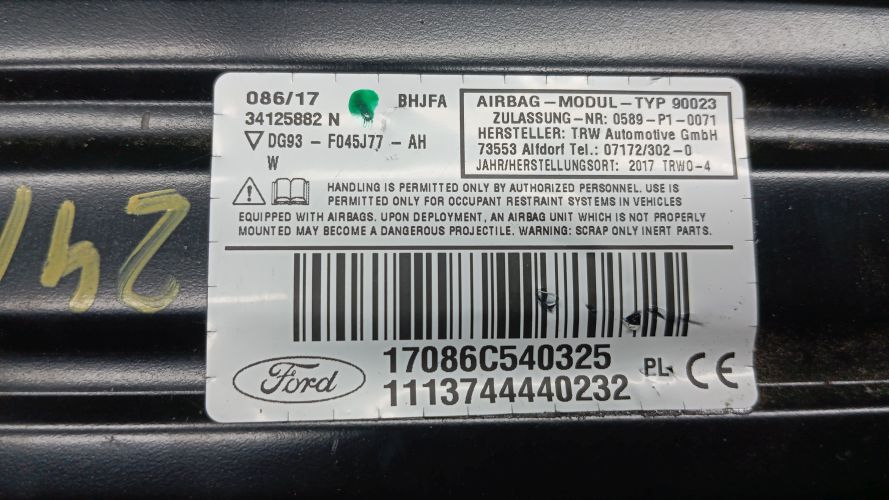 086/17 BHJFA
34125882 N
DG93 - F045J77 - AH
W
AIRBAG-MODUL-TYP 90023
ZULASSUNG-NR: 0589-P1-0071
HERSTELLER: TRW Automotive GmbH
73553 Alfdorf Tel.: 07172/302-0
JAHR/HERSTELLUNGSORT: 2017 TRWO-4
HANDLING IS PERMITTED ONLY BY AUTHORIZED PERSONNEL. USE IS
PERMITTED ONLY FOR OCCUPANT RESTRAINT SYSTEMS IN VEHICLES
EQUIPPED WITH AIRBAGS. UPON DEPLOYMENT, AN AIRBAG UNIT WHICH IS NOT PROPERLY
MOUNTED MAY BECOME A DANGEROUS PROJECTILE. WARNING: SCRAP ONLY INERT PARTS.
17086C540325
1113744440232
Ford
PL CE
24/